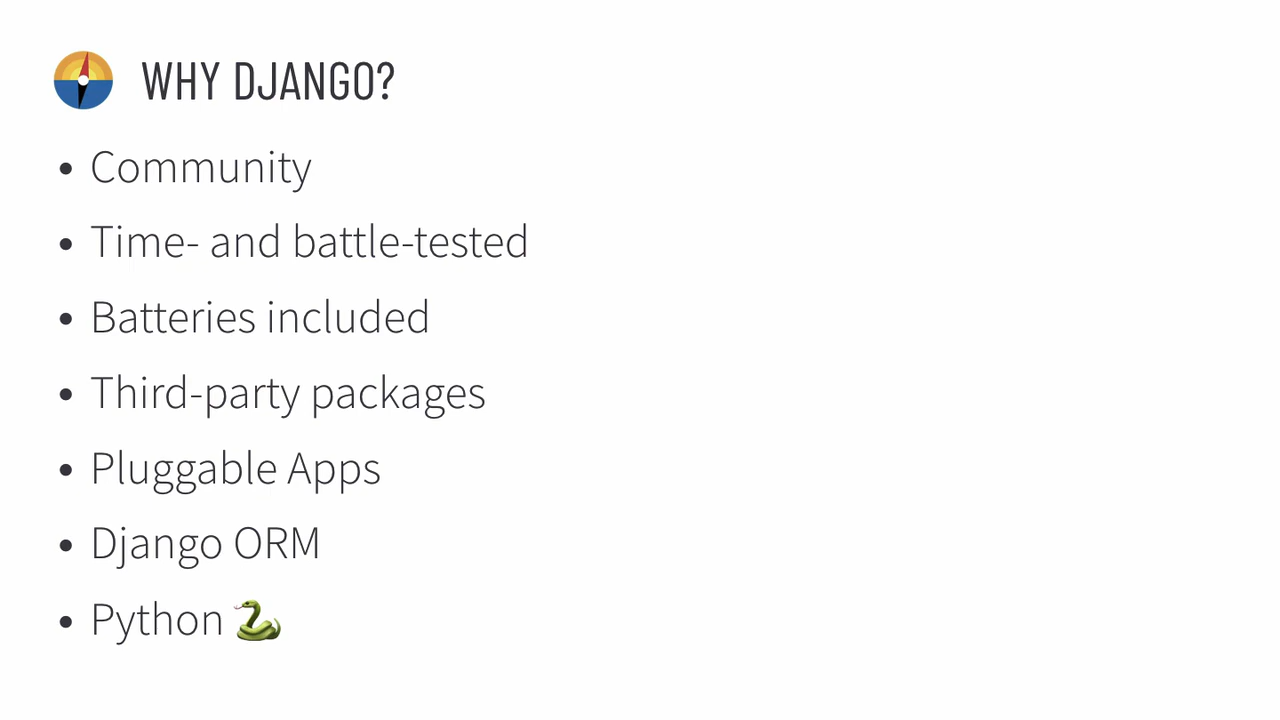 WHY DJANGO?
• Community
• Time- and battle-tested
• Batteries included
• Third-party packages
• Pluggable Apps
• Django ORM
• Python 🐍